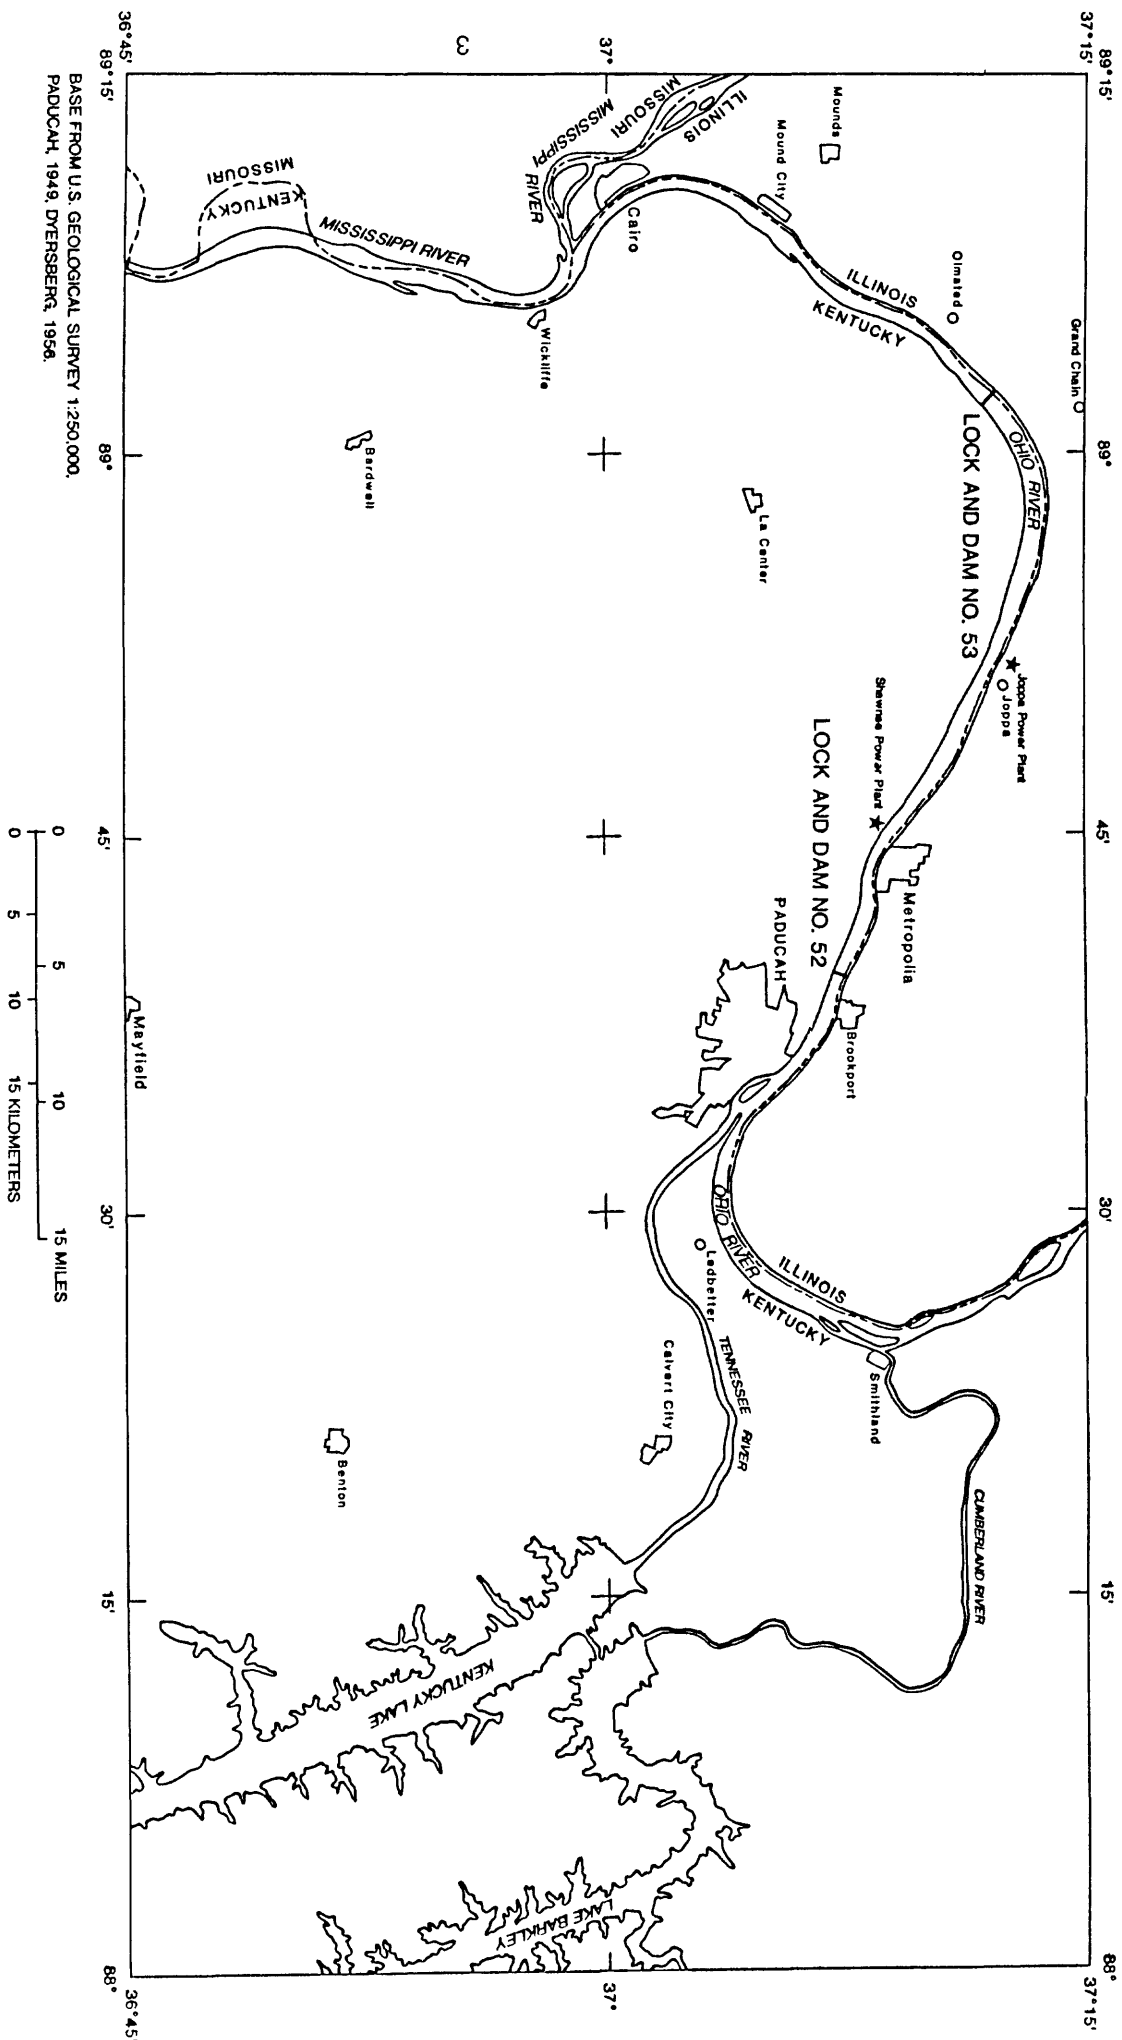 89°15'
89°
45'
30'
15'
88°
37°15'
37°15'
Grand Chain
Olmsted
OHIO RIVER
Joppa Power Plant
Joppa
LOCK AND DAM NO. 53
Mounds
Mound City
ILLINOIS
KENTUCKY
Shawnee Power Plant
Metropolis
LOCK AND DAM NO. 52
Brookport
PADUCAH
Smithland
CUMBERLAND RIVER
ILLINOIS
KENTUCKY
OHIO RIVER
Ledbetter
TENNESSEE RIVER
Calvert City
La Center
ILLINOIS
MISSOURI
MISSISSIPPI
RIVER
Cairo
37°
37°
Wickliffe
MISSISSIPPI RIVER
Bardwell
Benton
KENTUCKY LAKE
LAKE BARKLEY
MISSOURI
KENTUCKY
Mayfield
36°45'
36°45'
89°15'
89°
45'
30'
15'
88°
BASE FROM U.S. GEOLOGICAL SURVEY 1:250,000,
PADUCAH, 1949, DYERSBERG, 1956.
0 5 10 15 MILES
0 5 10 15 KILOMETERS
3